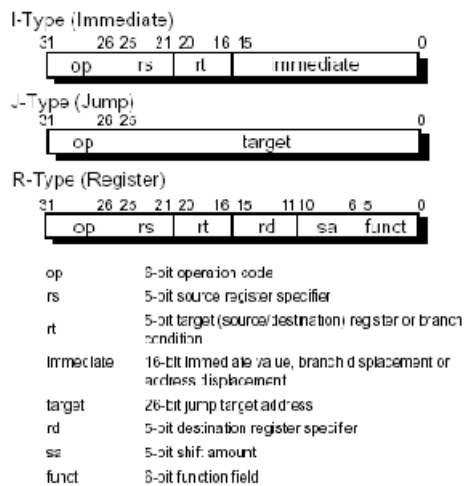 I-Type (Immediate)
31 26 25 21 20 16 15 0
op rs rt immediate
J-Type (Jump)
31 26 25 0
op target
R-Type (Register)
31 26 25 21 20 16 15 11 10 6 5 0
op rs rt rd sa funct
op 6-bit operation code
rs 5-bit source register specifier
rt 5-bit target (source/destination) register or branch
condition
immediate 16-bit immediate value, branch displacement or
address displacement
target 26-bit jump target address
rd 5-bit destination register specifier
sa 5-bit shift amount
funct 6-bit function field